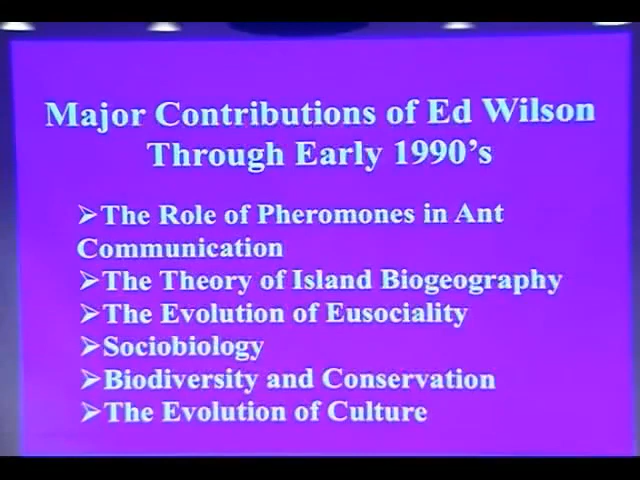 Major Contributions of Ed Wilson
Through Early 1990's
➢The Role of Pheromones in Ant
Communication
➢The Theory of Island Biogeography
➢The Evolution of Eusociality
➢Sociobiology
➢Biodiversity and Conservation
➢The Evolution of Culture